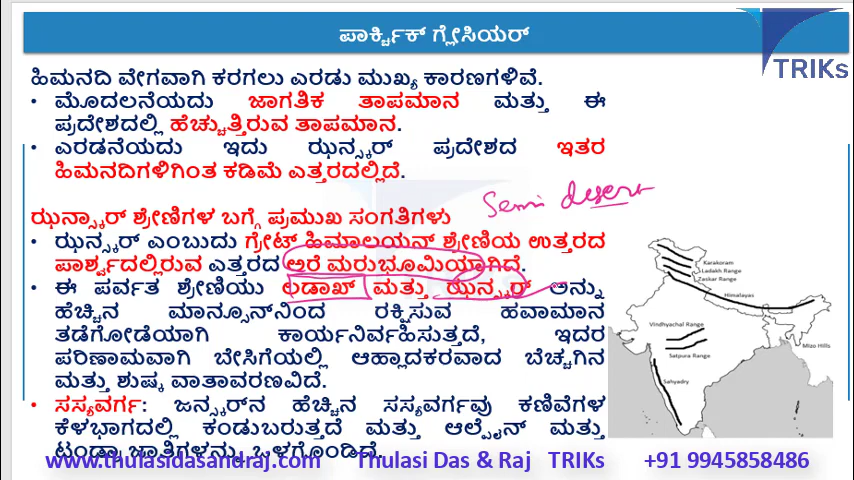 ಪಾರ್ಕ್ಚಿಕ್ ಗ್ಲೇಸಿಯರ್
TRIKs
ಹಿಮನದಿ ವೇಗವಾಗಿ ಕರಗಲು ಎರಡು ಮುಖ್ಯ ಕಾರಣಗಳಿವೆ.
• ಮೊದಲನೆಯದು ಜಾಗತಿಕ ತಾಪಮಾನ ಮತ್ತು ಈ
ಪ್ರದೇಶದಲ್ಲಿ ಹೆಚ್ಚುತ್ತಿರುವ ತಾಪಮಾನ.
• ಎರಡನೆಯದು ಇದು ಝನ್ಸ್ಕರ್ ಪ್ರದೇಶದ ಇತರ
ಹಿಮನದಿಗಳಿಗಿಂತ ಕಡಿಮೆ ಎತ್ತರದಲ್ಲಿದೆ.
Semi desert
ಝನ್ಸ್ಕಾರ್ ಶ್ರೇಣಿಗಳ ಬಗ್ಗೆ ಪ್ರಮುಖ ಸಂಗತಿಗಳು
• ಝನ್ಸ್ಕರ್ ಎಂಬುದು ಗ್ರೇಟ್ ಹಿಮಾಲಯನ್ ಶ್ರೇಣಿಯ ಉತ್ತರದ
ಪಾರ್ಶ್ವದಲ್ಲಿರುವ ಎತ್ತರದ ಅರೆ ಮರುಭೂಮಿಯಾಗಿದೆ.
• ಈ ಪರ್ವತ ಶ್ರೇಣಿಯು ಲಡಾಖ್ ಮತ್ತು ಝನ್ಸ್ಕರ್ ಅನ್ನು
ಹೆಚ್ಚಿನ ಮಾನ್ಸೂನ್‌ನಿಂದ ರಕ್ಷಿಸುವ ಹವಾಮಾನ
ತಡೆಗೋಡೆಯಾಗಿ ಕಾರ್ಯನಿರ್ವಹಿಸುತ್ತದೆ, ಇದರ
ಪರಿಣಾಮವಾಗಿ ಬೇಸಿಗೆಯಲ್ಲಿ ಆಹ್ಲಾದಕರವಾದ ಬೆಚ್ಚಗಿನ
ಮತ್ತು ಶುಷ್ಕ ವಾತಾವರಣವಿದೆ.
• ಸಸ್ಯವರ್ಗ: ಜನ್ಸ್ಕರ್‌ನ ಹೆಚ್ಚಿನ ಸಸ್ಯವರ್ಗವು ಕಣಿವೆಗಳ
ಕೆಳಭಾಗದಲ್ಲಿ ಕಂಡುಬರುತ್ತದೆ ಮತ್ತು ಆಲ್ಪೈನ್ ಮತ್ತು
ಟಂಡ್ರಾ ಜಾತಿಗಳನ್ನು ಒಳಗೊಂಡಿದೆ.
Karakoram
Ladakh Range
Zaskar Range
Himalayas
Vindhyachal Range
Mizo Hills
Satpura Range
Sahyadry
www.thulasidasandraj.com Thulasi Das & Raj TRIKs +91 9945858486